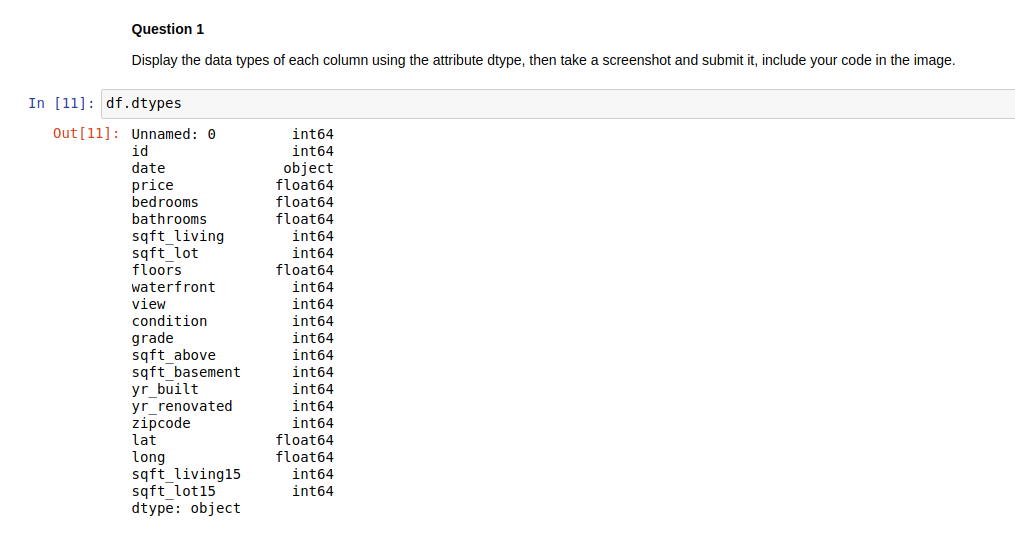 Question 1
Display the data types of each column using the attribute dtype, then take a screenshot and submit it, include your code in the image.
In [11]: df.dtypes
Out[11]: Unnamed: 0 int64
id int64
date object
price float64
bedrooms float64
bathrooms float64
sqft_living int64
sqft_lot int64
floors float64
waterfront int64
view int64
condition int64
grade int64
sqft_above int64
sqft_basement int64
yr_built int64
yr_renovated int64
zipcode int64
lat float64
long float64
sqft_living15 int64
sqft_lot15 int64
dtype: object